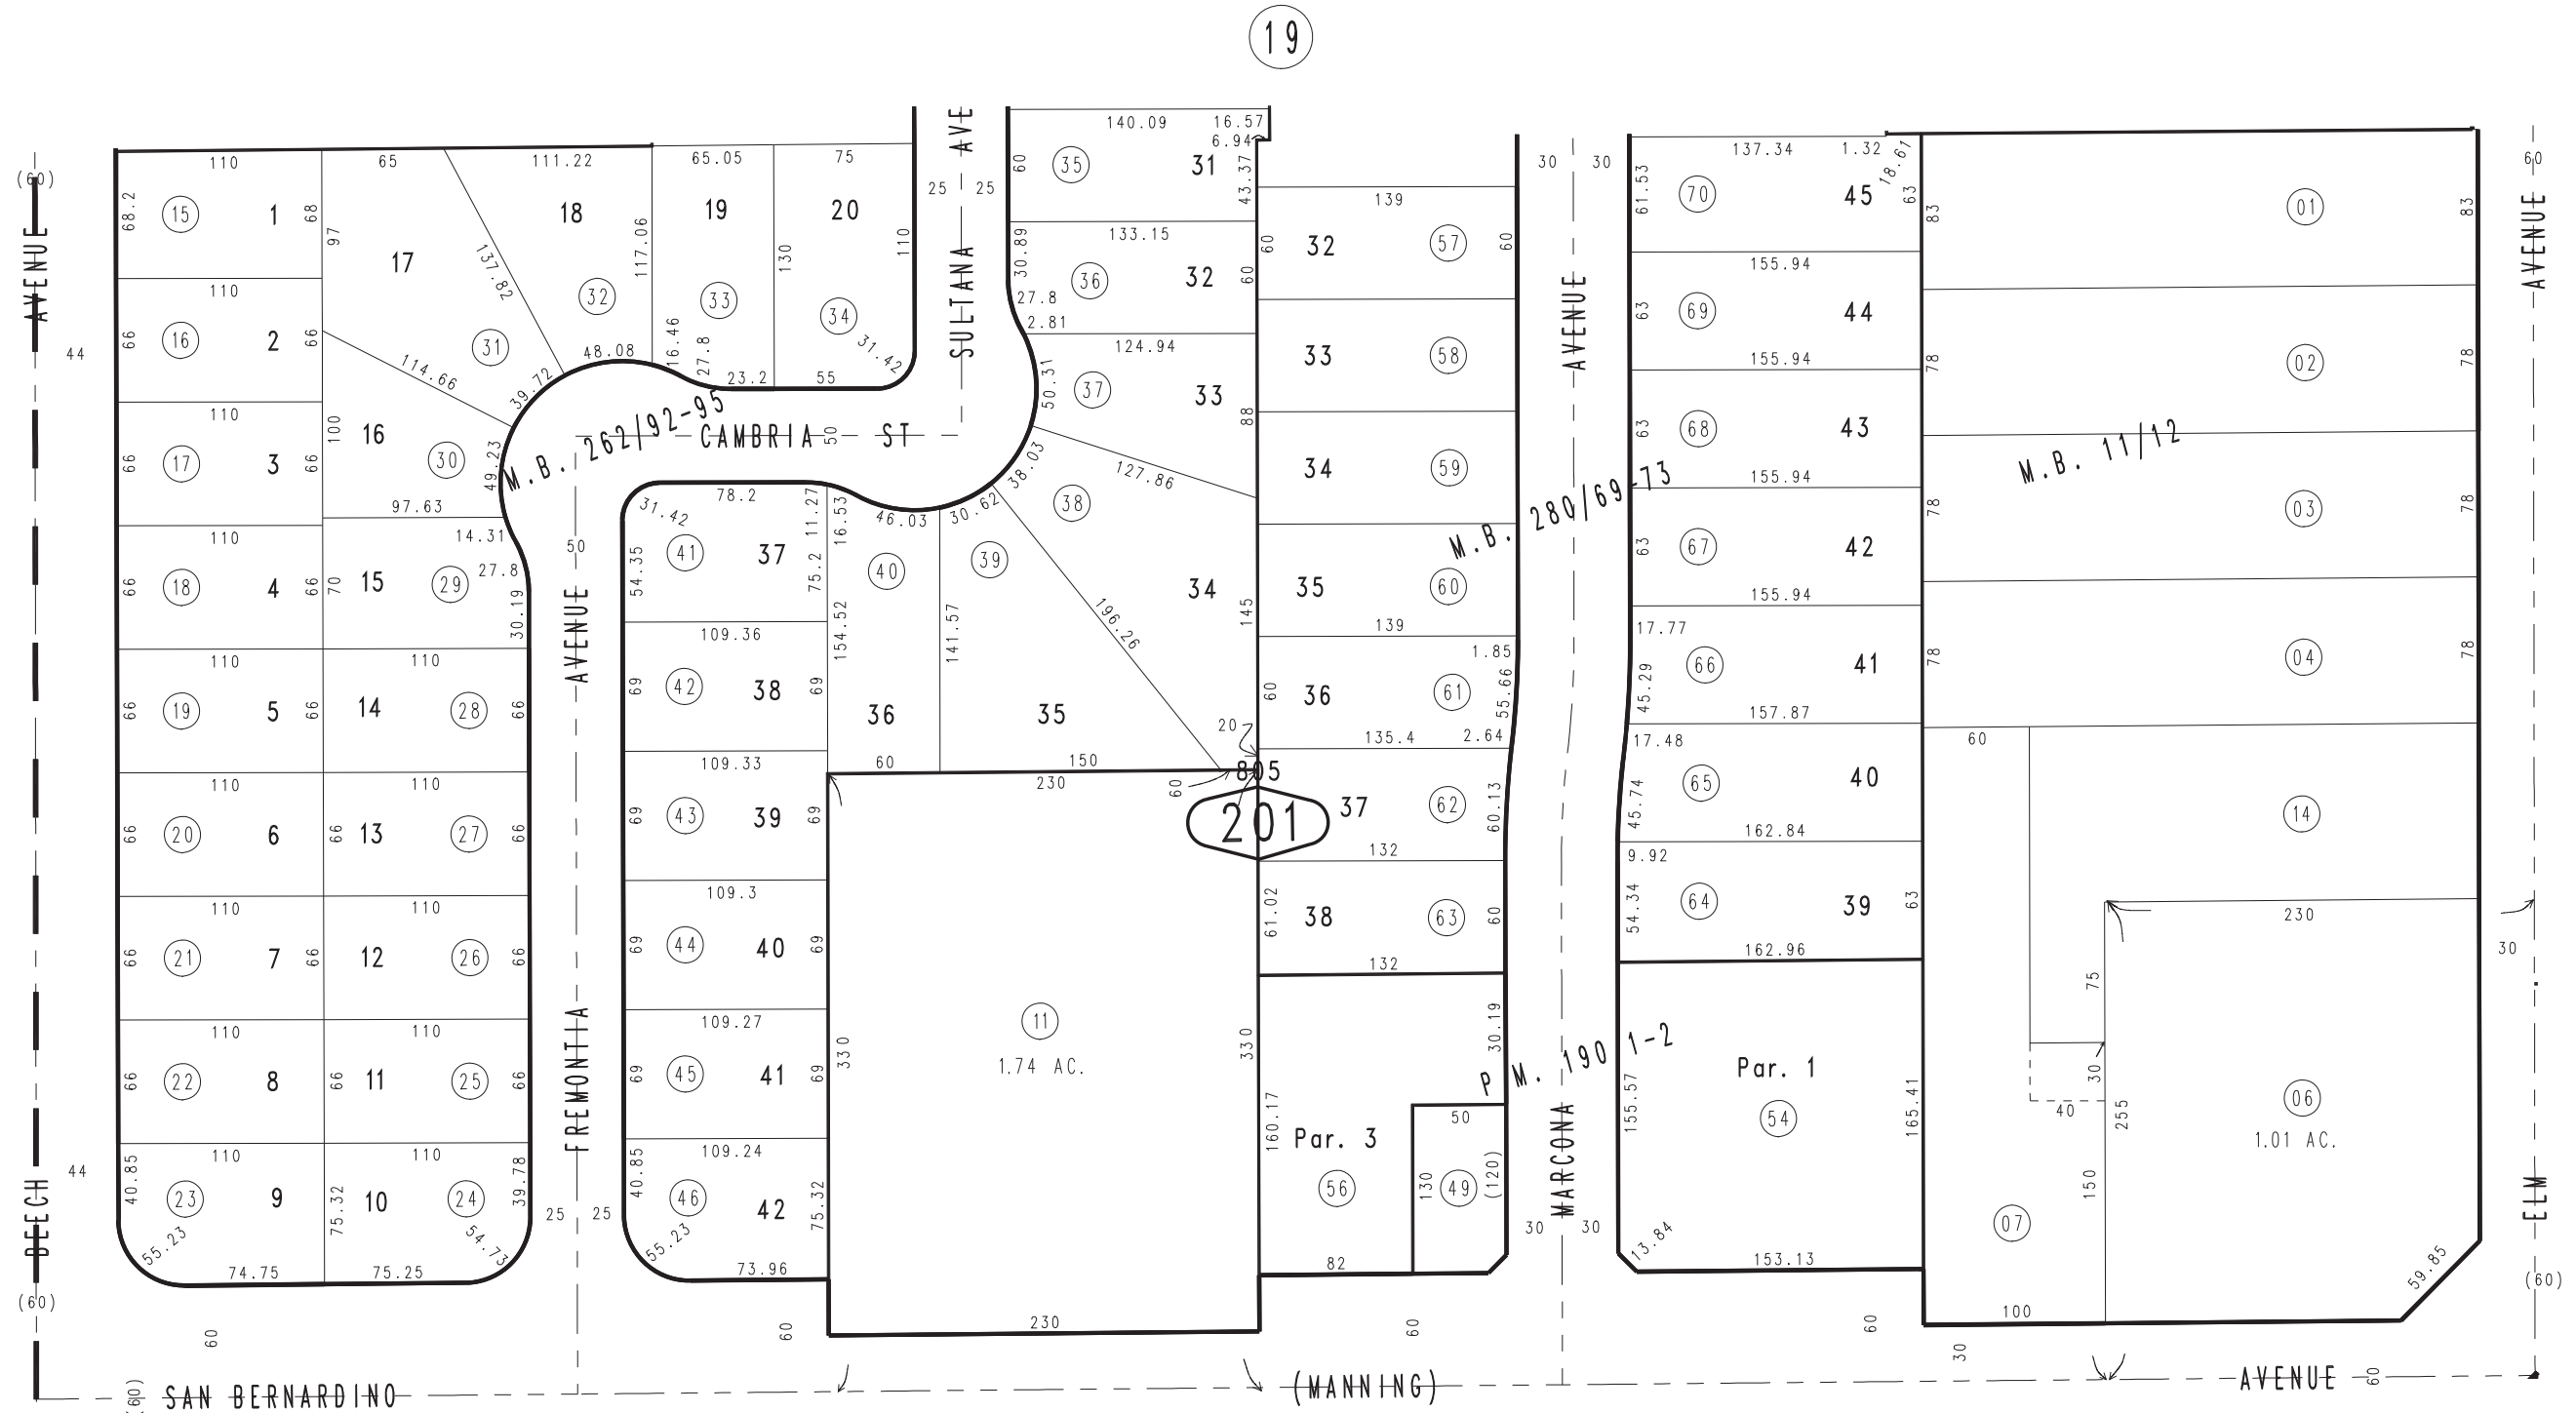 19
140.09 16.57
6.94
110 65 111.22 65.05 75
137.34 1.32 18.61
(60) 60
AVENUE
68.2 15 1 68
97 17 137.82
18 117.06 32
19 33 130
20 34 110 31.42
SULTANA AVE
25 25
60 35 31 43.37
30 30
139
60 32 57 60
61.53 70 45 63
83 01 83
AVENUE
110
133.15
30.89 36 32 60
27.8
2.81
155.94
44
66 16 2 66
114.66 31 39.72 48.08
16.46 27.8 23.2 55
124.94
50.31 37 33 88
33 58
AVENUE
63 69 44
78 02 78
155.94
110
66 17 3 66
100 16 30 49.23
97.63
M.B. 262/92-95
CAMBRIA ST
50
127.86
38.03 38
34 59
63 68 43
M.B. 11/12
155.94
M.B. 280/69-73
78 03 78
110
14.31
31.42 78.2 11.27 16.53 46.03 30.62
66 18 4 66
70 15 29 27.8 30.19
50
AVENUE
54.35 41 37 75.2
40 154.52
39 141.57
196.26 34 145
35 60
63 67 42
155.94
110 110
109.36
139
17.77
1.85
66 19 5 66
14 28 66
69 42 38 69
36 35
60 36 61 55.66
45.29 66 41
78 04 78
157.87
110 110
109.33
60 150
20
135.4 2.64
17.48
60
230
60
805
201
66 20 6
66 13 27 66
69 43 39 69
37 62 60.13
45.74 65 40
14
162.84
132
9.92
110 110
109.3
66 21 7 66
12 26 66
69 44 40 69
61.02 38 63 60
54.34 64 39 63
230
30
132
162.96
75
110 110
109.27
66 22 8
66 11 25 66
FREMONTIA
69 45 41 69
330
11
1.74 AC.
330
30.19
P M. 190 1-2
155.57
Par. 1
54
165.41
30
40
255
06
1.01 AC.
44
110 110
109.24
160.17
Par. 3
56
50
130 49 (120)
MARCONA
150
BEECH
40.85 23 9
75.32 10 24 39.78
55.23 54.73
25 25
40.85 46 42 75.32
55.23
30 30
13.84
07
ELM
74.75 75.25
73.96
82
153.13
59.85
(60) (60)
60 60
230
60 60
100
30
(60) SAN BERNARDINO (MANNING) AVENUE 60